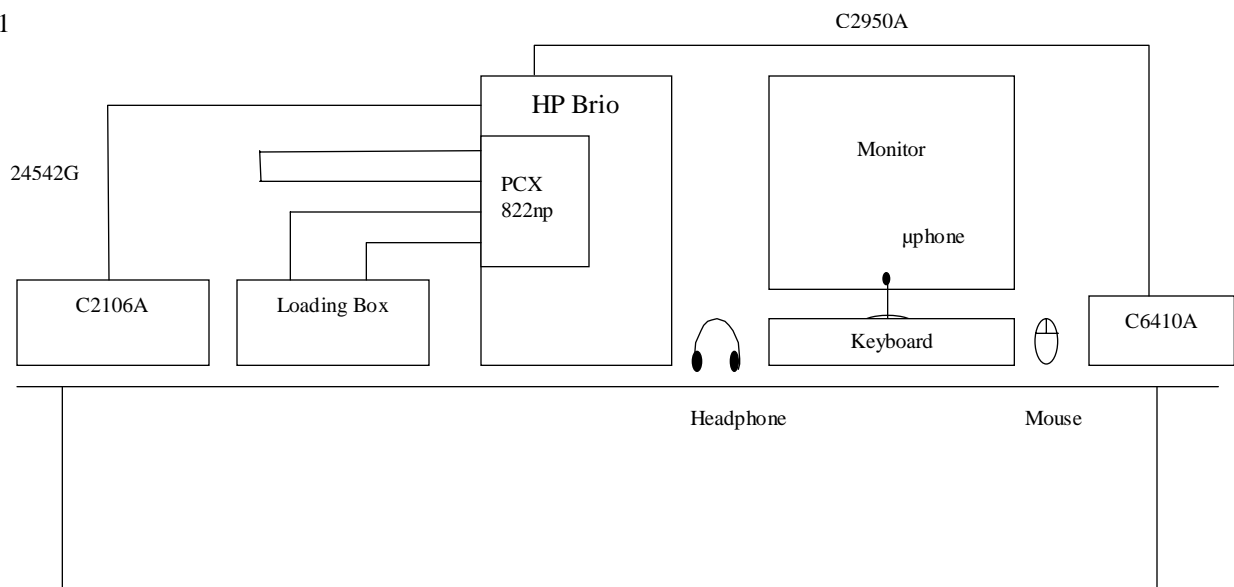 1
C2950A
HP Brio
Monitor
24542G
PCX
822np
µphone
C2106A
Loading Box
C6410A
Keyboard
Headphone
Mouse